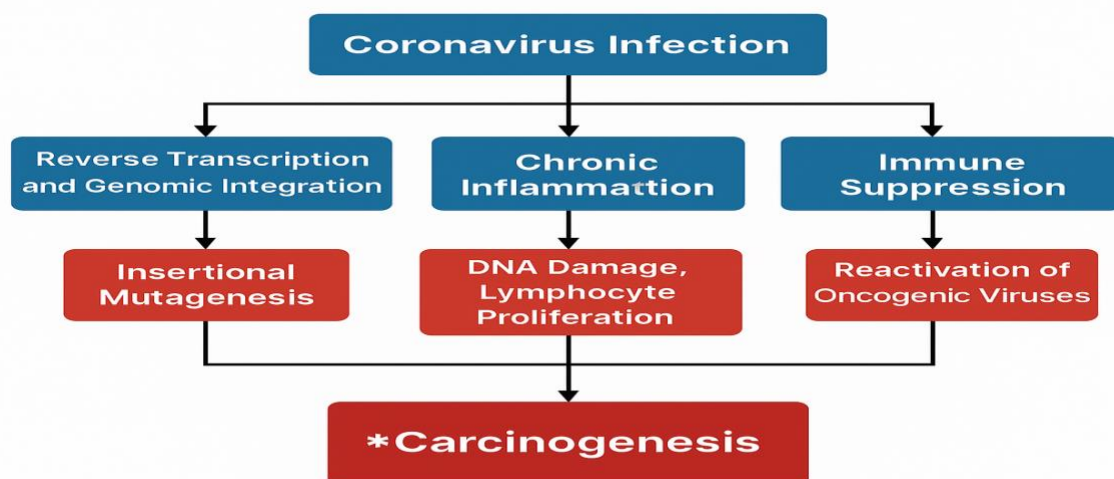 Coronavirus Infection
Reverse Transcription
and Genomic Integration
Chronic
Inflammation
Immune
Suppression
Insertional
Mutagenesis
DNA Damage,
Lymphocyte
Proliferation
Reactivation of
Oncogenic Viruses
*Carcinogenesis